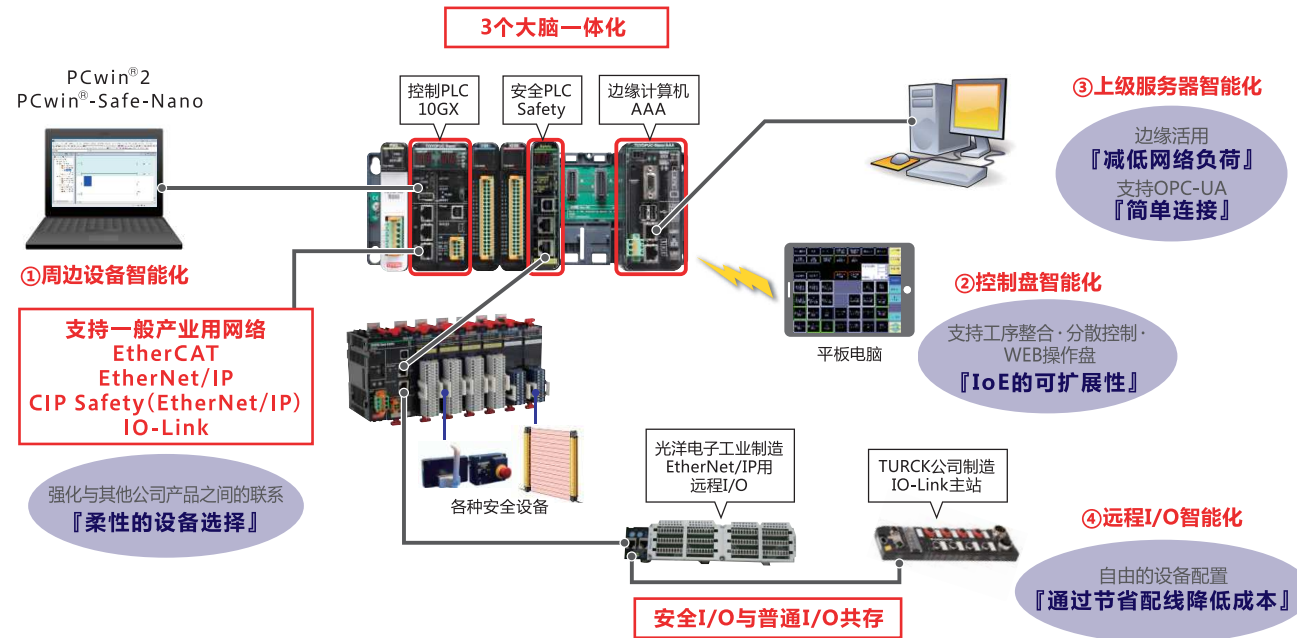 3个大脑一体化
PCwin®2
PCwin®-Safe-Nano
控制PLC
10GX
安全PLC
Safety
边缘计算机
AAA
③上级服务器智能化
边缘活用
『减低网络负荷』
支持OPC-UA
『简单连接』
①周边设备智能化
支持一般产业用网络
EtherCAT
EtherNet/IP
CIP Safety(EtherNet/IP)
IO-Link
强化与其他公司产品之间的联系
『柔性的设备选择』
平板电脑
②控制盘智能化
支持工序整合·分散控制·
WEB操作盘
『IoE的可扩展性』
各种安全设备
光洋电子工业制造
EtherNet/IP用
远程I/O
TURCK公司制造
IO-Link主站
④远程I/O智能化
自由的设备配置
『通过节省配线降低成本』
安全I/O与普通I/O共存